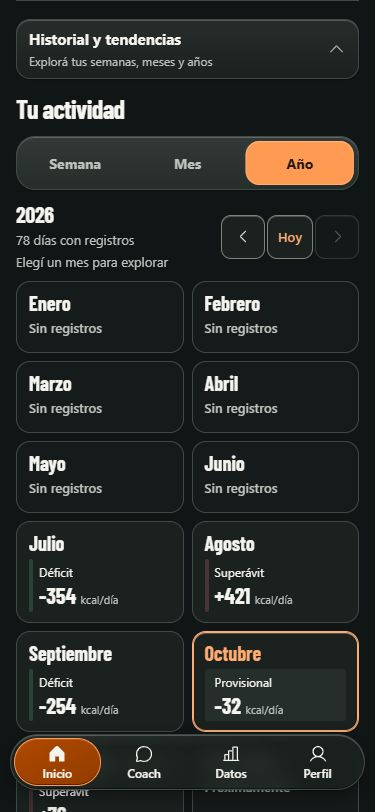 Historial y tendencias
Explorá tus semanas, meses y años
Tu actividad
Semana Mes Año
2026
78 días con registros
Elegí un mes para explorar
Hoy
Enero
Sin registros
Febrero
Sin registros
Marzo
Sin registros
Abril
Sin registros
Mayo
Sin registros
Junio
Sin registros
Julio
Déficit
-354 kcal/día
Agosto
Superávit
+421 kcal/día
Septiembre
Déficit
-254 kcal/día
Octubre
Provisional
-32 kcal/día
Superávit
Inicio Coach Datos Perfil